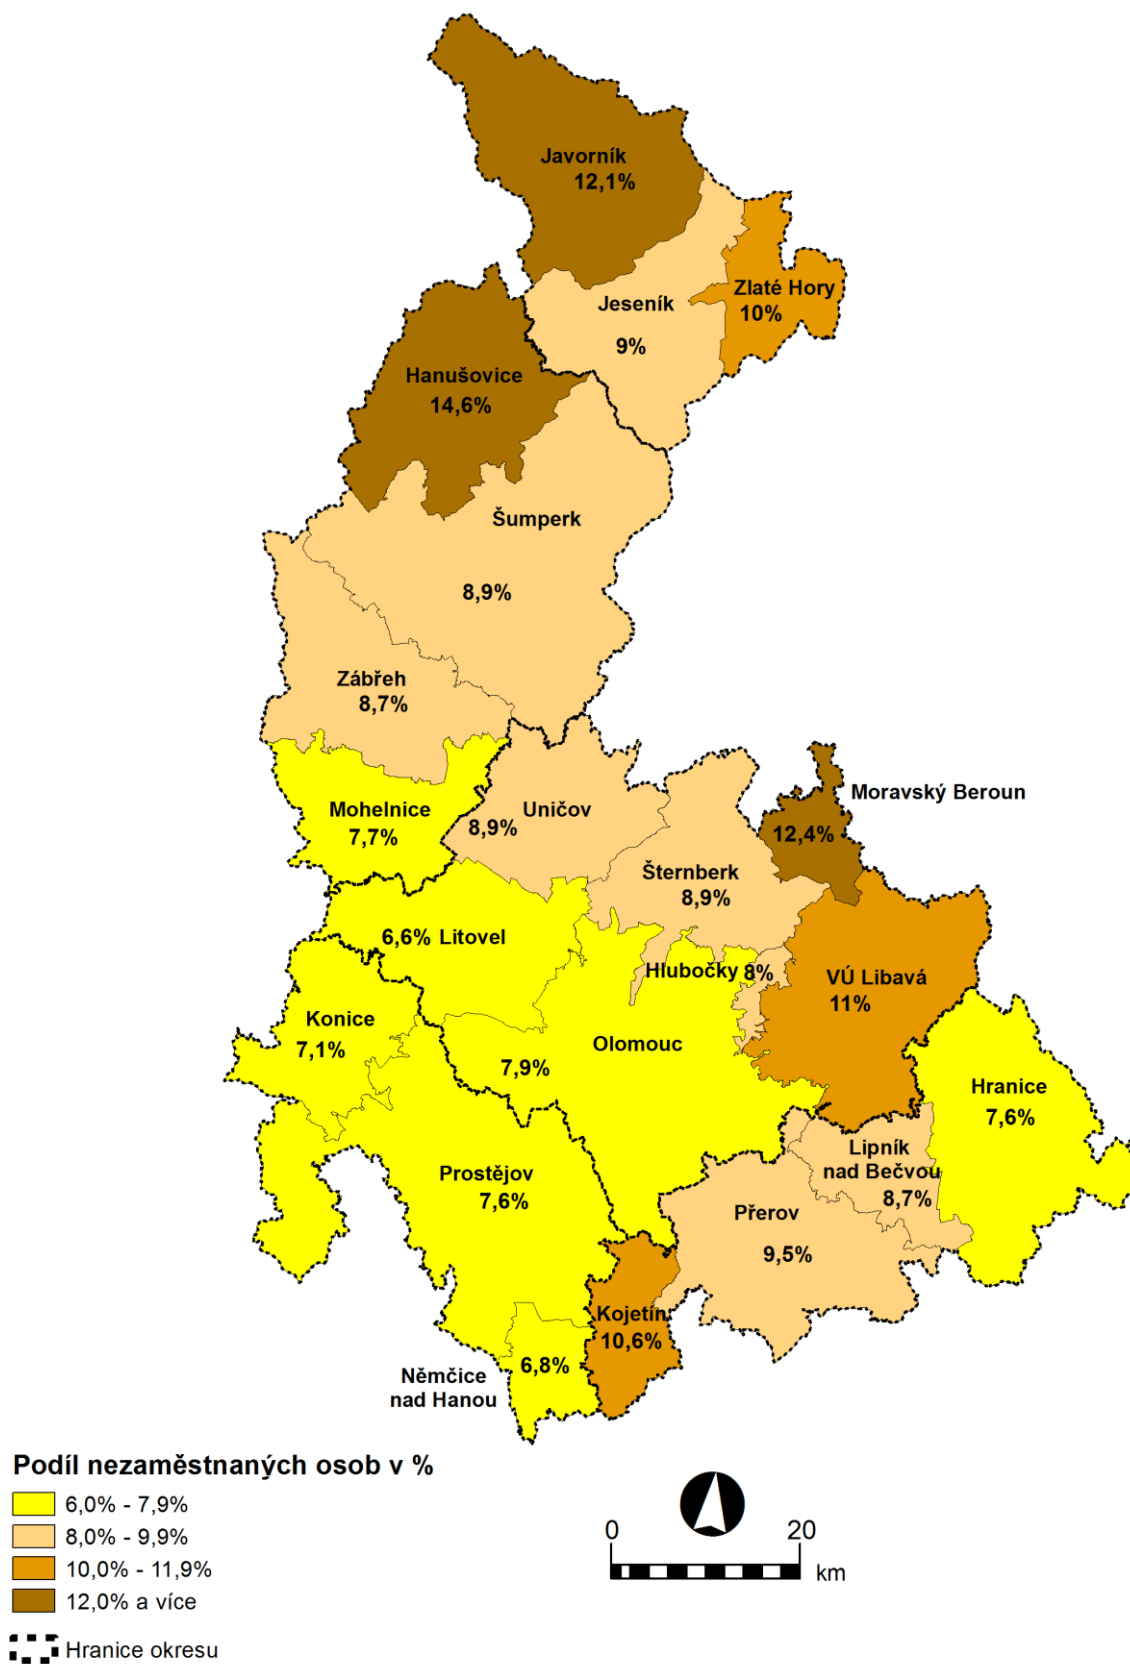 Javorník
12,1%
Zlaté Hory
10%
Jeseník
9%
Hanušovice
14,6%
Šumperk
8,9%
Zábřeh
8,7%
Mohelnice
7,7%
Uničov
8,9%
Moravský Beroun
12,4%
Šternberk
8,9%
6,6% Litovel
Hlubočky 8%
VÚ Libavá
11%
Konice
7,1%
Olomouc
7,9%
Hranice
7,6%
Lipník
nad Bečvou
8,7%
Prostějov
7,6%
Přerov
9,5%
Kojetín
10,6%
6,8%
Němčice
nad Hanou
Podíl nezaměstnaných osob v %
6,0% - 7,9%
8,0% - 9,9%
10,0% - 11,9%
12,0% a více
Hranice okresu
0 20
km